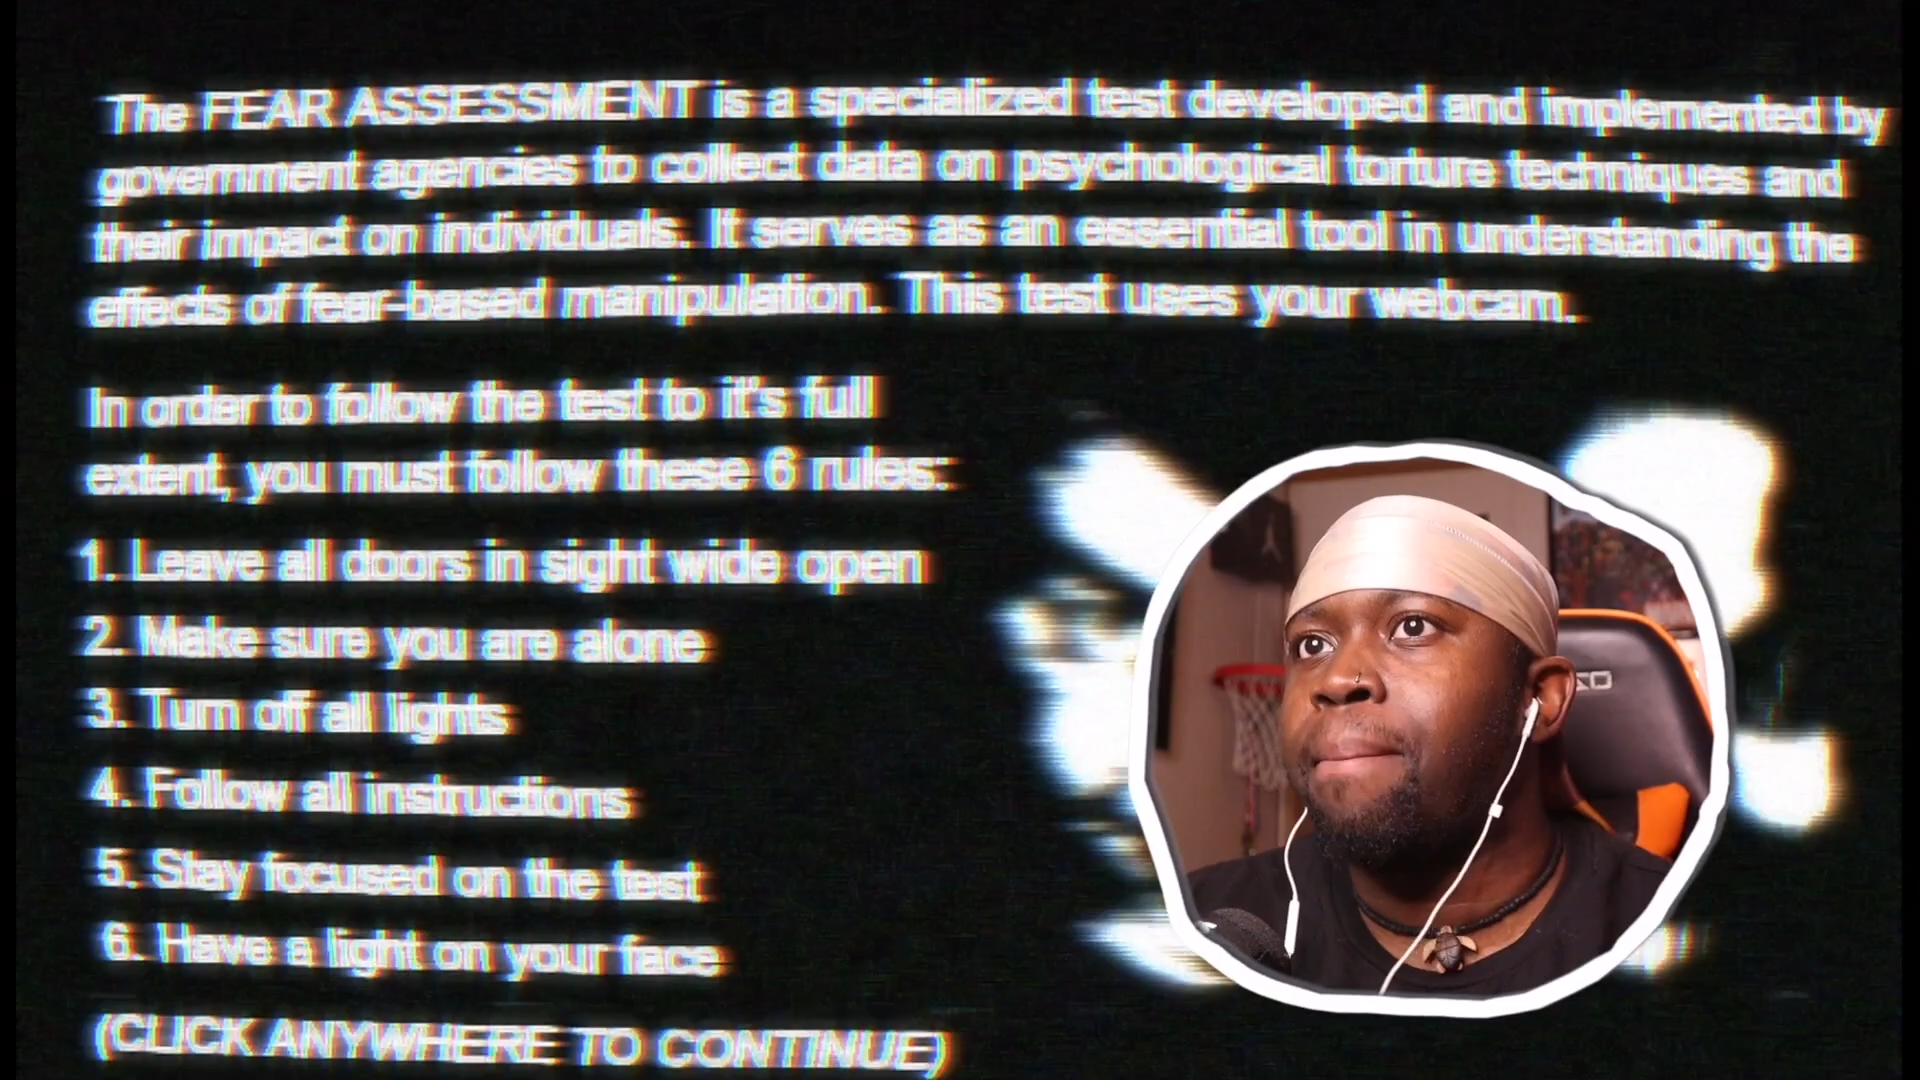 The FEAR ASSESSMENT is a specialized test developed and implemented by
government agencies to collect data on psychological torture techniques and
their impact on individuals. It serves as an essential tool in understanding the
effects of fear-based manipulation. This test uses your webcam.
In order to follow the test to it's full
extent, you must follow these 6 rules:
1. Leave all doors in sight wide open
2. Make sure you are alone
3. Turn off all lights
4. Follow all instructions
5. Stay focused on the test
6. Have a light on your face
(CLICK ANYWHERE TO CONTINUE)